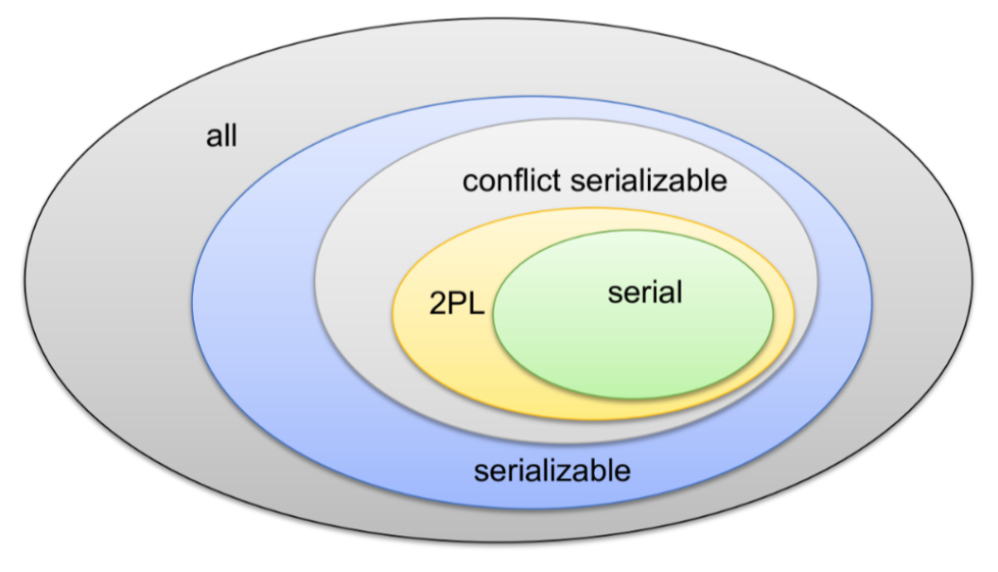 all
conflict serializable
2PL
serial
serializable